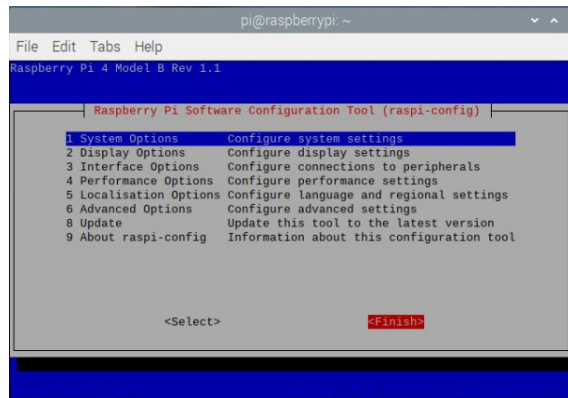 pi@raspberrypi: ~
File Edit Tabs Help
Raspberry Pi 4 Model B Rev 1.1
Raspberry Pi Software Configuration Tool (raspi-config)
1 System Options Configure system settings
2 Display Options Configure display settings
3 Interface Options Configure connections to peripherals
4 Performance Options Configure performance settings
5 Localisation Options Configure language and regional settings
6 Advanced Options Configure advanced settings
8 Update Update this tool to the latest version
9 About raspi-config Information about this configuration tool
<Select> <Finish>